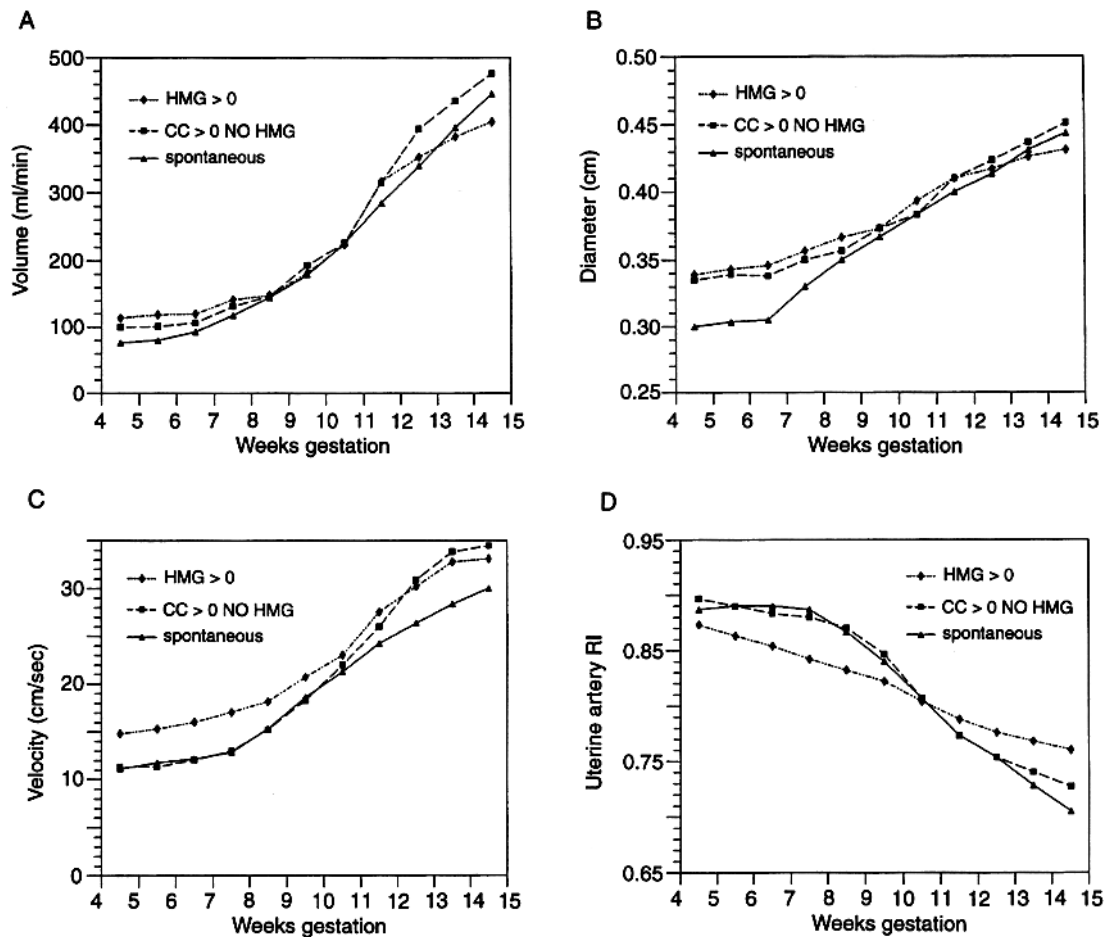 A
Volume (ml/min)
500
400
300
200
100
0
HMG > 0
CC > 0 NO HMG
spontaneous
4 5 6 7 8 9 10 11 12 13 14 15
Weeks gestation
B
Diameter (cm)
0.50
0.45
0.40
0.35
0.30
0.25
HMG > 0
CC > 0 NO HMG
spontaneous
4 5 6 7 8 9 10 11 12 13 14 15
Weeks gestation
C
Velocity (cm/sec)
30
20
10
0
HMG > 0
CC > 0 NO HMG
spontaneous
4 5 6 7 8 9 10 11 12 13 14 15
Weeks gestation
D
Uterine artery RI
0.95
0.85
0.75
0.65
HMG > 0
CC > 0 NO HMG
spontaneous
4 5 6 7 8 9 10 11 12 13 14 15
Weeks gestation